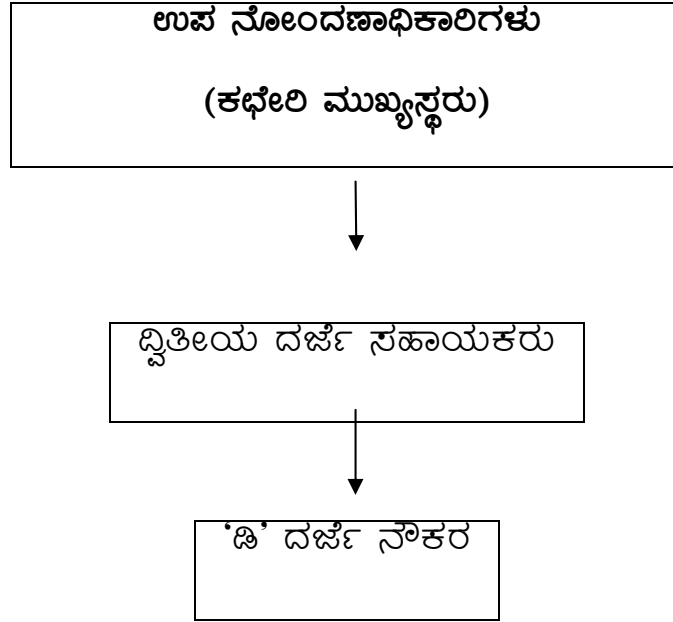 ಉಪ ನೋಂದಣಾಧಿಕಾರಿಗಳು
(ಕಛೇರಿ ಮುಖ್ಯಸ್ಥರು)
ದ್ವಿತೀಯ ದರ್ಜೆ ಸಹಾಯಕರು
‘ಡಿ’ ದರ್ಜೆ ನೌಕರ